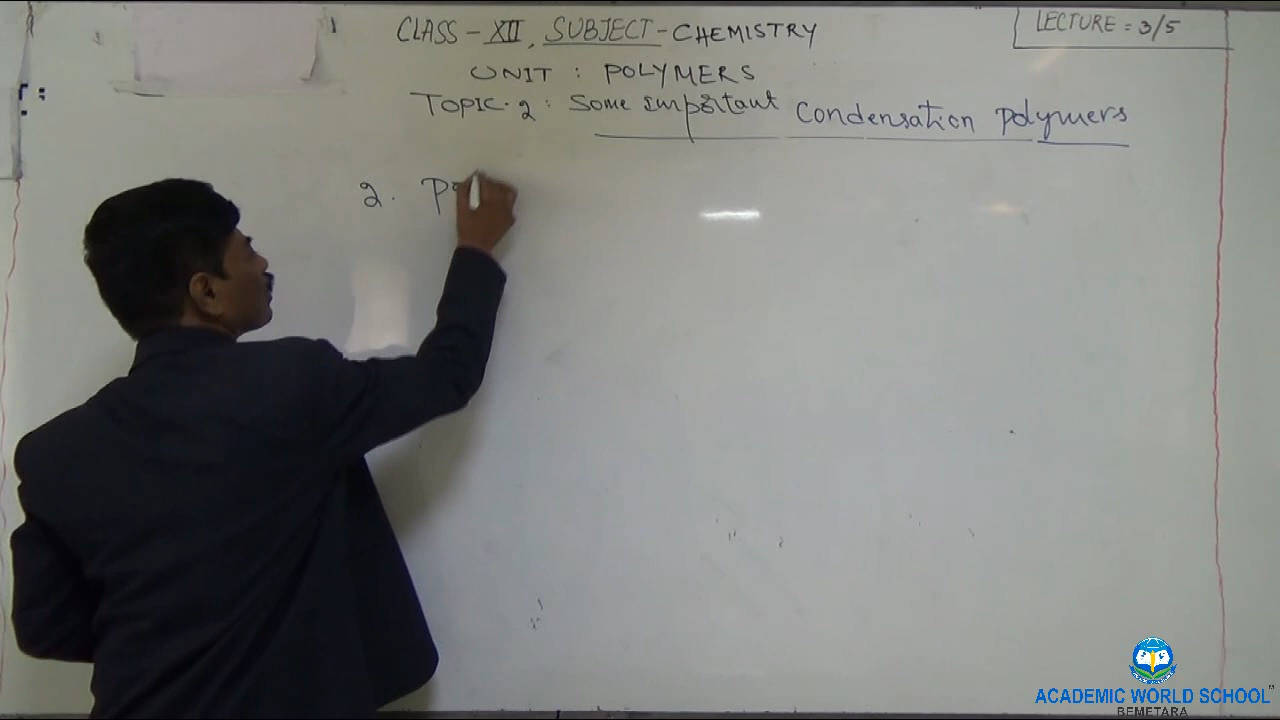 CLASS - XII, SUBJECT - CHEMISTRY
LECTURE = 3/5
UNIT : POLYMERS
TOPIC. 2 : Some important Condensation polymers
2. P
ACADEMIC WORLD SCHOOL"
BEMETARA